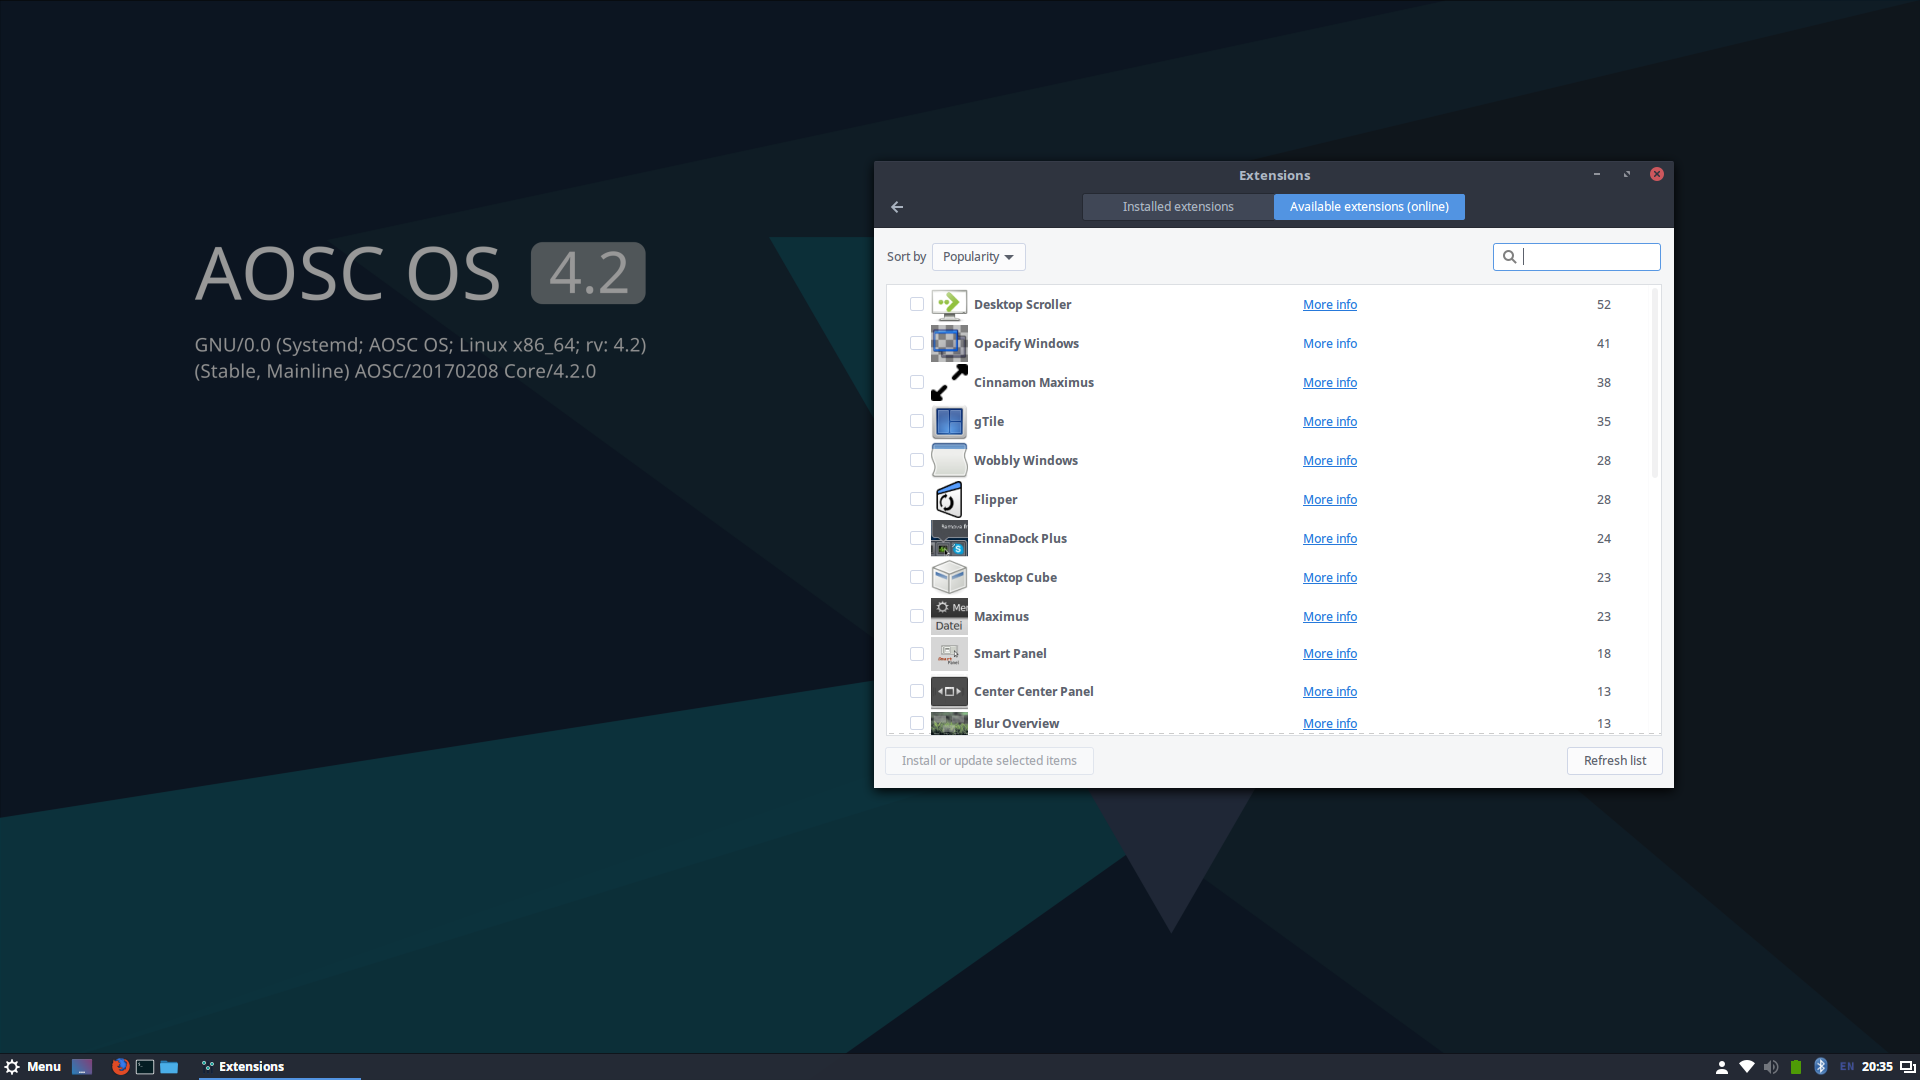 AOSC OS 4.2
GNU/0.0 (Systemd; AOSC OS; Linux x86_64; rv: 4.2)
(Stable, Mainline) AOSC/20170208 Core/4.2.0
Extensions
Installed extensions Available extensions (online)
Sort by Popularity
Desktop Scroller More info 52
Opacify Windows More info 41
Cinnamon Maximus More info 38
gTile More info 35
Wobbly Windows More info 28
Flipper More info 28
CinnaDock Plus More info 24
Desktop Cube More info 23
Datei
Maximus More info 23
Smart Panel More info 18
Center Center Panel More info 13
Blur Overview More info 13
Install or update selected items Refresh list
Menu Extensions EN 20:35